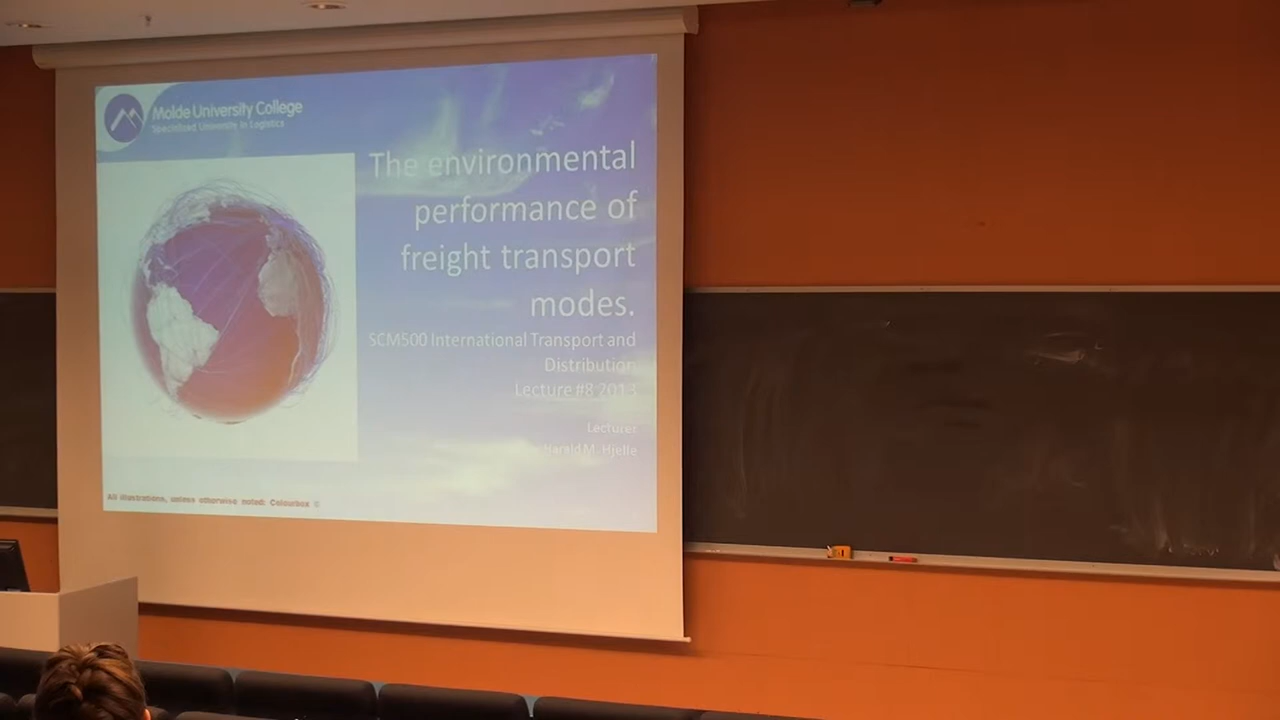 Molde University College
Specialised University in Logistics
The environmental
performance of
freight transport
modes.
SCM500 International Transport and
Distribution
Lecture #8 2013
Lecturer
Harald M. Hjelle
All illustrations, unless otherwise noted: Colourbox ©